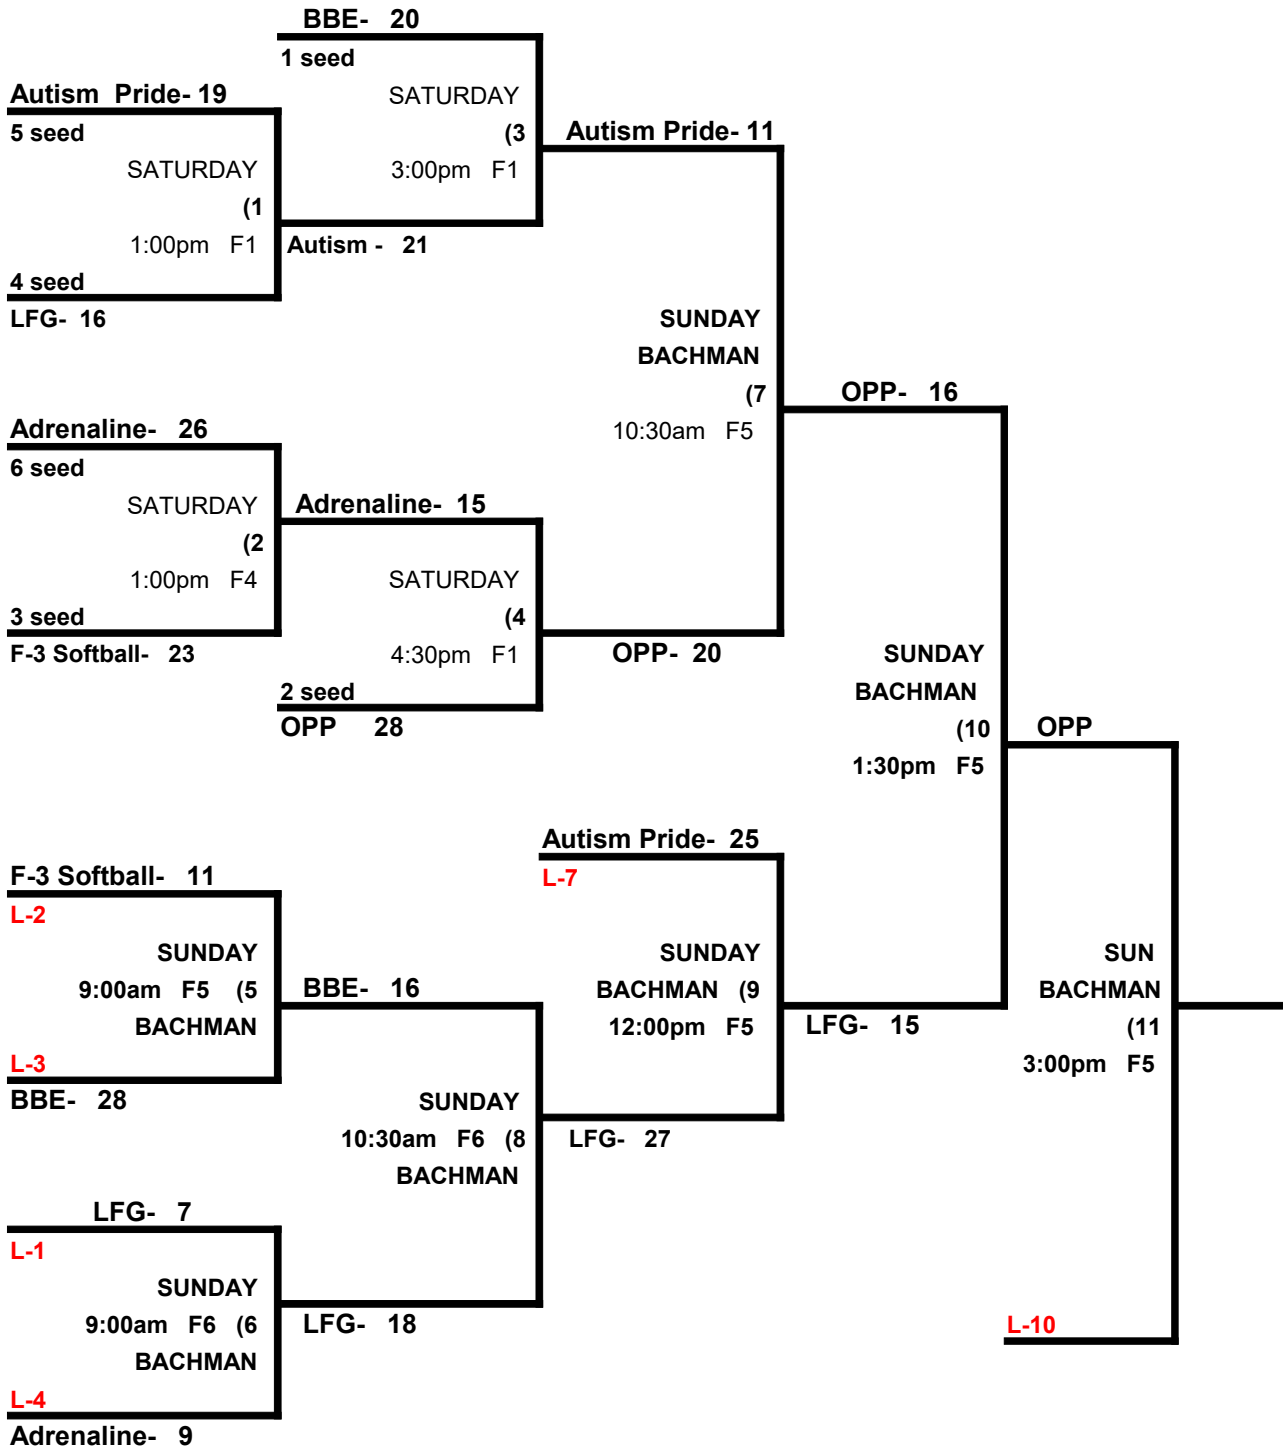 BBE- 20
1 seed
Autism Pride- 19
SATURDAY
5 seed
(3
Autism Pride- 11
SATURDAY
3:00pm F1
(1
1:00pm F1
Autism - 21
4 seed
LFG- 16
SUNDAY
BACHMAN
(7
OPP- 16
Adrenaline- 26
10:30am F5
6 seed
SATURDAY
Adrenaline- 15
(2
1:00pm F4
SATURDAY
3 seed
(4
F-3 Softball- 23
4:30pm F1
OPP- 20
SUNDAY
2 seed
BACHMAN
OPP 28
(10
OPP
1:30pm F5
Autism Pride- 25
F-3 Softball- 11
L-7
L-2
SUNDAY
SUNDAY
SUN
9:00am F5 (5
BBE- 16
BACHMAN (9
BACHMAN
BACHMAN
12:00pm F5
LFG- 15
(11
L-3
3:00pm F5
BBE- 28
SUNDAY
10:30am F6 (8
LFG- 27
BACHMAN
LFG- 7
L-1
SUNDAY
9:00am F6 (6
LFG- 18
L-10
BACHMAN
L-4
Adrenaline- 9